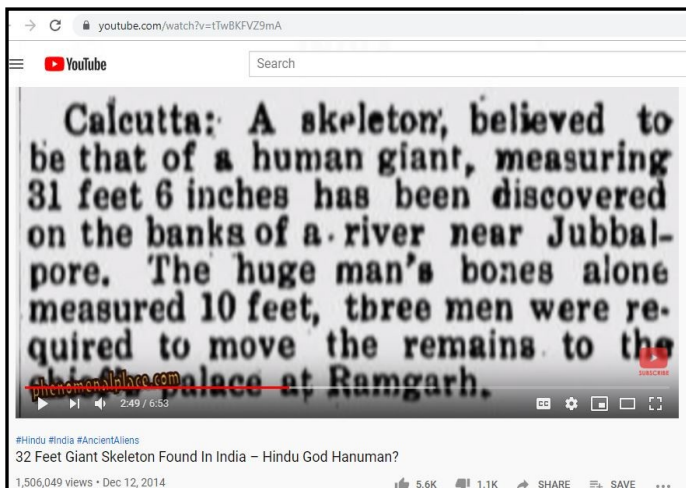 youtube.com/watch?v=tTwBKFVZ9mA
YouTube
Search
Calcutta: A skeleton, believed to
be that of a human giant, measuring
31 feet 6 inches has been discovered
on the banks of a river near Jubbal-
pore. The huge man's bones alone
measured 10 feet, three men were re-
quired to move the remains to the
palace at Ramgarh.
phenomenalplace.com
SUBSCRIBE
2:49 / 6:53
CC
#Hindu #India #AncientAliens
32 Feet Giant Skeleton Found In India – Hindu God Hanuman?
1,506,049 views • Dec 12, 2014
5.6K 1.1K SHARE SAVE